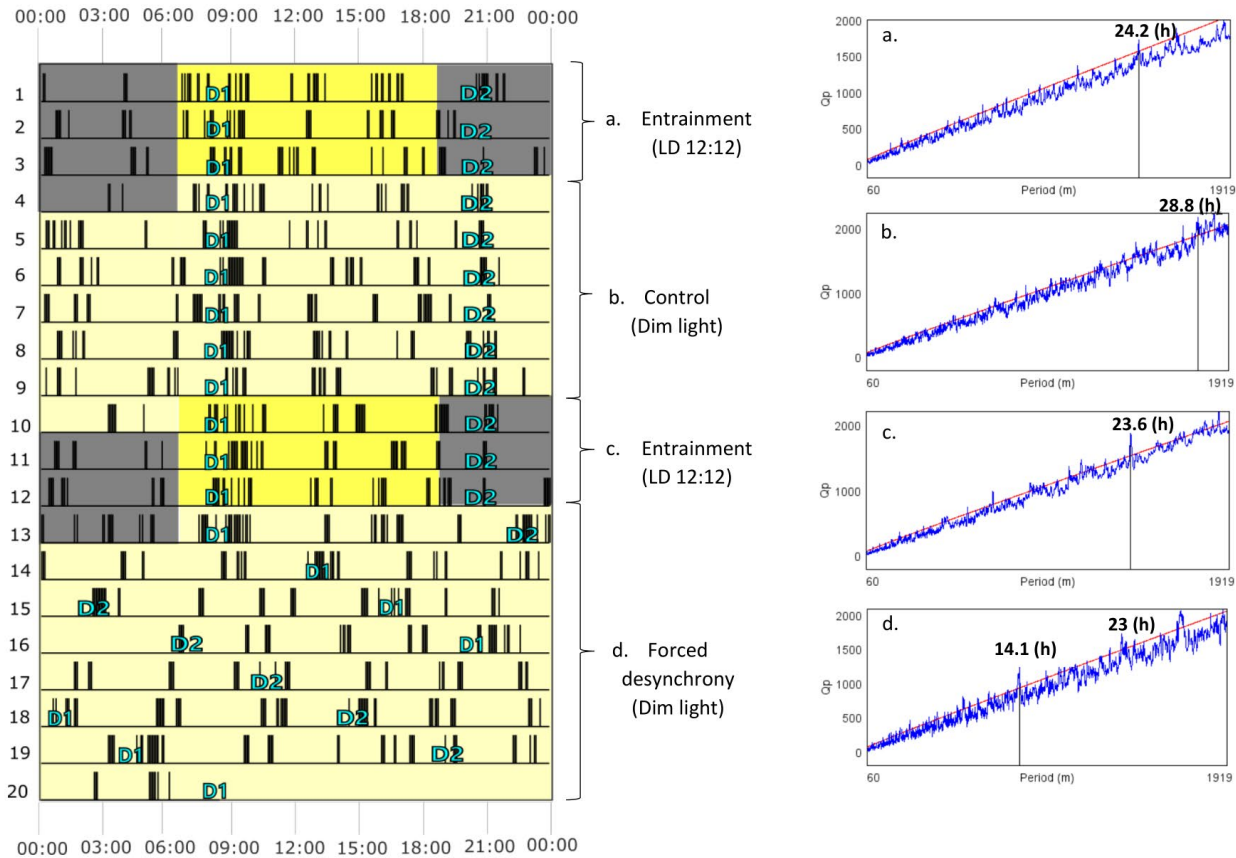 00:00 03:00 06:00 09:00 12:00 15:00 18:00 21:00 00:00
1 D1 D2
2 D1 D2
3 D1 D2
4 D1 D2
5 D1 D2
6 D1 D2
7 D1 D2
8 D1 D2
9 D1 D2
10 D1 D2
11 D1 D2
12 D1 D2
13 D1 D2
14 D1
15 D2 D1
16 D2 D1
17 D2
18 D1 D2
19 D1 D2
20 D1
00:00 03:00 06:00 09:00 12:00 15:00 18:00 21:00 00:00
a. Entrainment
(LD 12:12)
b. Control
(Dim light)
c. Entrainment
(LD 12:12)
d. Forced
desynchrony
(Dim light)
a.
24.2 (h)
2000
1500
1000
500
0
Qp
60 Period (m) 1919
b.
28.8 (h)
2000
1000
0
Qp
60 Period (m) 1919
c.
23.6 (h)
2000
1000
0
Qp
60 Period (m) 1919
d.
14.1 (h)
23 (h)
2000
1500
1000
500
0
Qp
60 Period (m) 1919